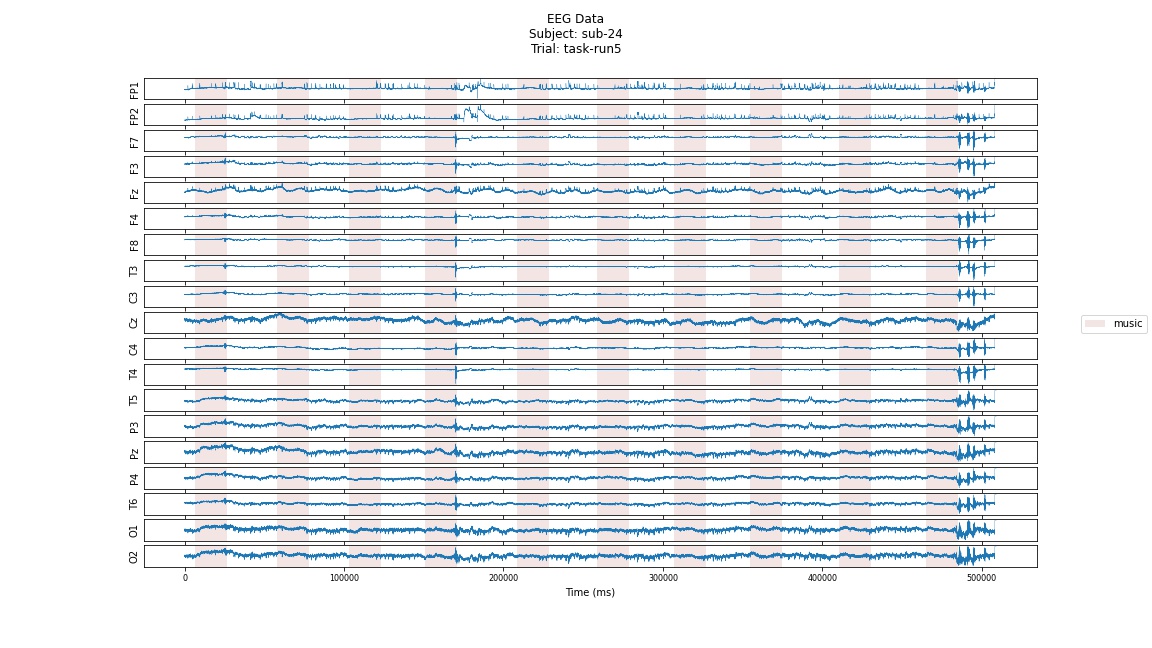 EEG Data
Subject: sub-24
Trial: task-run5
FP1
FP2
F7
F3
Fz
F4
F8
T3
C3
Cz
C4
T4
T5
P3
Pz
P4
T6
O1
O2
music
0 100000 200000 300000 400000 500000
Time (ms)